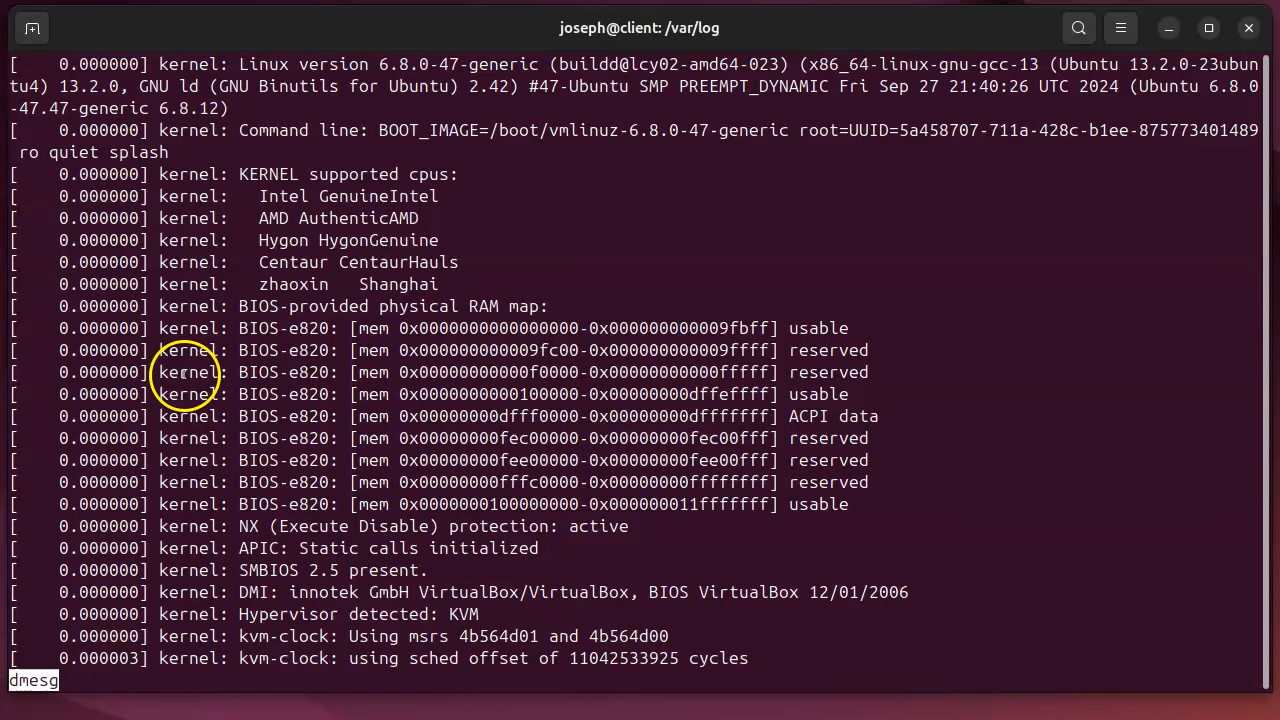 joseph@client: /var/log
[    0.000000] kernel: Linux version 6.8.0-47-generic (buildd@lcy02-amd64-023) (x86_64-linux-gnu-gcc-13 (Ubuntu 13.2.0-23ubun
tu4) 13.2.0, GNU ld (GNU Binutils for Ubuntu) 2.42) #47-Ubuntu SMP PREEMPT_DYNAMIC Fri Sep 27 21:40:26 UTC 2024 (Ubuntu 6.8.0
-47.47-generic 6.8.12)
[    0.000000] kernel: Command line: BOOT_IMAGE=/boot/vmlinuz-6.8.0-47-generic root=UUID=5a458707-711a-428c-b1ee-875773401489
ro quiet splash
[    0.000000] kernel: KERNEL supported cpus:
[    0.000000] kernel:   Intel GenuineIntel
[    0.000000] kernel:   AMD AuthenticAMD
[    0.000000] kernel:   Hygon HygonGenuine
[    0.000000] kernel:   Centaur CentaurHauls
[    0.000000] kernel:   zhaoxin   Shanghai
[    0.000000] kernel: BIOS-provided physical RAM map:
[    0.000000] kernel: BIOS-e820: [mem 0x0000000000000000-0x000000000009fbff] usable
[    0.000000] kernel: BIOS-e820: [mem 0x000000000009fc00-0x000000000009ffff] reserved
[    0.000000] kernel: BIOS-e820: [mem 0x00000000000f0000-0x00000000000fffff] reserved
[    0.000000] kernel: BIOS-e820: [mem 0x0000000000100000-0x00000000dffeffff] usable
[    0.000000] kernel: BIOS-e820: [mem 0x00000000dfff0000-0x00000000dfffffff] ACPI data
[    0.000000] kernel: BIOS-e820: [mem 0x00000000fec00000-0x00000000fec00fff] reserved
[    0.000000] kernel: BIOS-e820: [mem 0x00000000fee00000-0x00000000fee00fff] reserved
[    0.000000] kernel: BIOS-e820: [mem 0x00000000fffc0000-0x00000000ffffffff] reserved
[    0.000000] kernel: BIOS-e820: [mem 0x0000000100000000-0x000000011fffffff] usable
[    0.000000] kernel: NX (Execute Disable) protection: active
[    0.000000] kernel: APIC: Static calls initialized
[    0.000000] kernel: SMBIOS 2.5 present.
[    0.000000] kernel: DMI: innotek GmbH VirtualBox/VirtualBox, BIOS VirtualBox 12/01/2006
[    0.000000] kernel: Hypervisor detected: KVM
[    0.000000] kernel: kvm-clock: Using msrs 4b564d01 and 4b564d00
[    0.000003] kernel: kvm-clock: using sched offset of 11042533925 cycles
dmesg